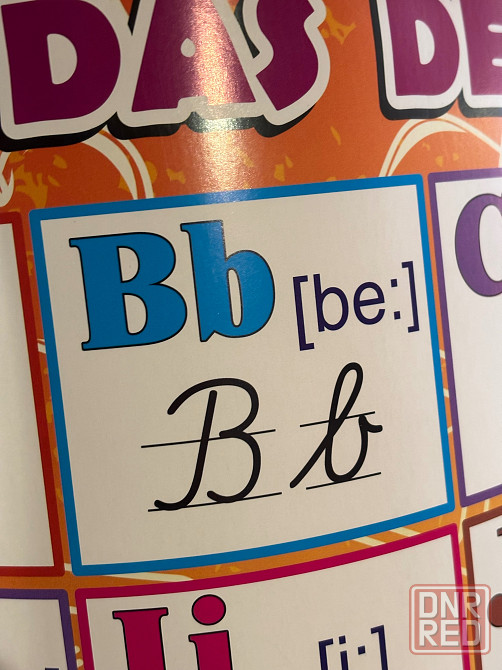 DAS DE
Bb [be:]
B b
Ii [i:]
DNR
RED